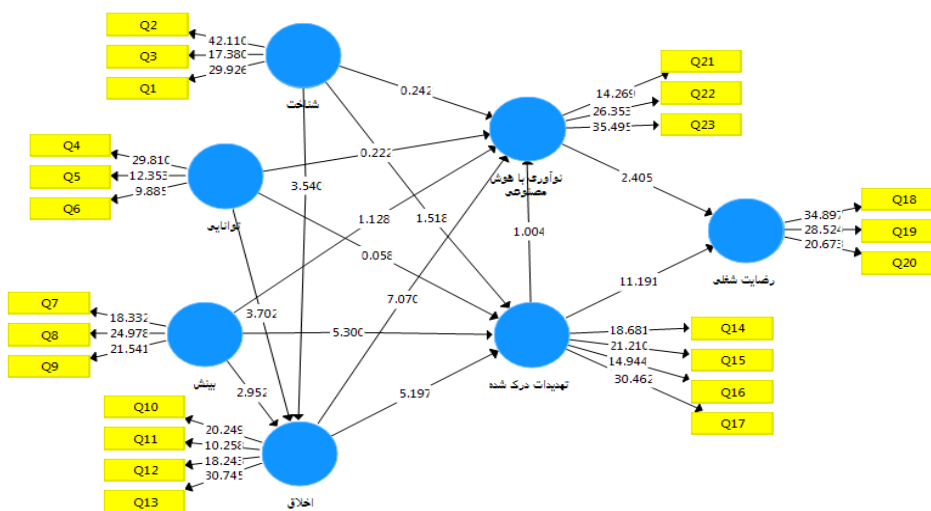 Q2
Q3
Q1
42.110
17.380
29.926
شناخت
Q4
Q5
Q6
29.810
12.353
9.885
توانایی
Q7
Q8
Q9
18.332
24.978
21.541
بینش
Q10
Q11
Q12
Q13
20.249
10.258
18.243
30.745
اخلاق
0.242
0.222
3.540
1.128
1.518
0.058
3.702
7.070
5.300
2.952
5.197
1.004
نوآوری با هوش
مصنوعی
14.269
26.353
35.495
Q21
Q22
Q23
2.405
11.191
تهدیدات درک شده
18.681
21.210
14.944
30.462
Q14
Q15
Q16
Q17
رضایت شغلی
34.897
28.524
20.673
Q18
Q19
Q20